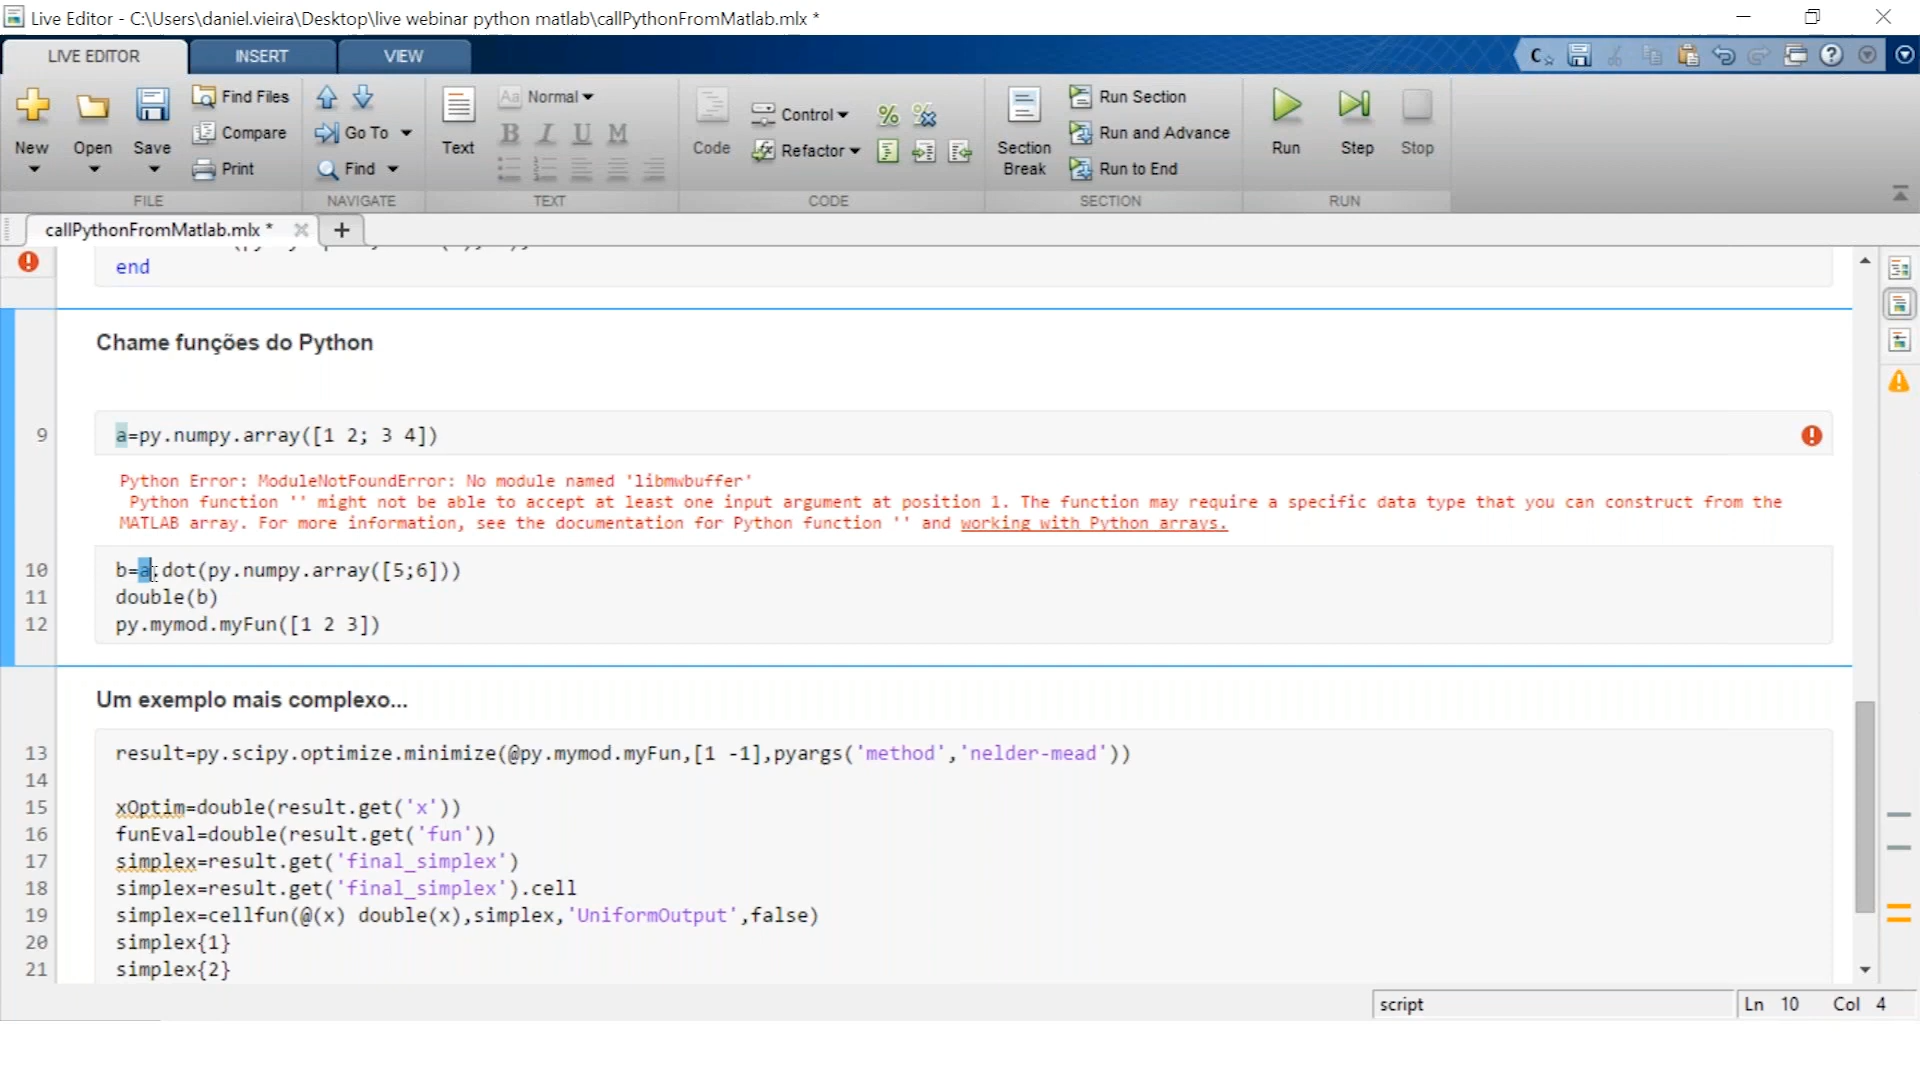 Live Editor - C:\Users\daniel.vieira\Desktop\live webinar python matlab\callPythonFromMatlab.mlx *
LIVE EDITOR
INSERT
VIEW
New
Open
Save
Find Files
Compare
Print
FILE
Go To
Find
NAVIGATE
Text
Aa Normal
B I U M
TEXT
Code
Control
Refactor
CODE
Section Break
Run Section
Run and Advance
Run to End
SECTION
Run
Step
Stop
RUN
callPythonFromMatlab.mlx *
end
Chame funções do Python
9 a=py.numpy.array([1 2; 3 4])
Python Error: ModuleNotFoundError: No module named 'libmwbuffer'
Python function '' might not be able to accept at least one input argument at position 1. The function may require a specific data type that you can construct from the
MATLAB array. For more information, see the documentation for Python function '' and working with Python arrays.
10 b=a.dot(py.numpy.array([5;6]))
11 double(b)
12 py.mymod.myFun([1 2 3])
Um exemplo mais complexo...
13 result=py.scipy.optimize.minimize(@py.mymod.myFun,[1 -1],pyargs('method','nelder-mead'))
14
15 xOptim=double(result.get('x'))
16 funEval=double(result.get('fun'))
17 simplex=result.get('final_simplex')
18 simplex=result.get('final_simplex').cell
19 simplex=cellfun(@(x) double(x),simplex,'UniformOutput',false)
20 simplex{1}
21 simplex{2}
script
Ln 10 Col 4